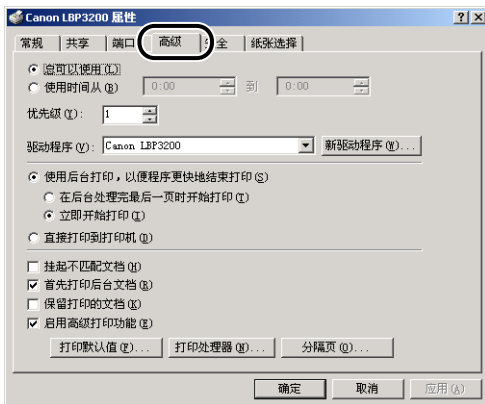 Canon LBP3200 属性
常规 共享 端口 高级 全 纸张选择
总可以使用(L)
使用时间从(B) 0:00 到 0:00
优先级(Y): 1
驱动程序(V): Canon LBP3200 新驱动程序(W)...
使用后台打印，以便程序更快地结束打印(S)
在后台处理完最后一页时开始打印(T)
立即开始打印(I)
直接打印到打印机(D)
挂起不匹配文档(H)
首先打印后台文档(R)
保留打印的文档(K)
启用高级打印功能(E)
打印默认值(F)... 打印处理器(N)... 分隔页(O)...
确定 取消 应用(A)